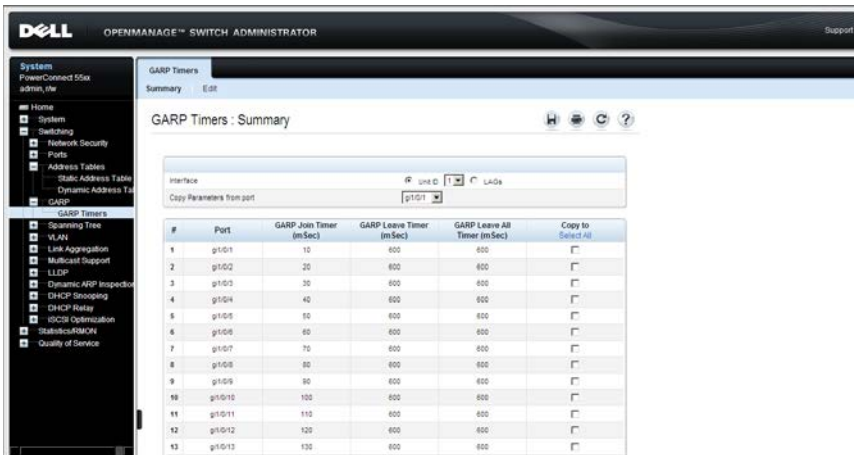 DELL
OPENMANAGE™ SWITCH ADMINISTRATOR
Support
System
PowerConnect 55xx
admin, r/w
Home
System
Switching
Network Security
Ports
Address Tables
Static Address Table
Dynamic Address Tal
GARP
GARP Timers
Spanning Tree
VLAN
Link Aggregation
Multicast Support
LLDP
Dynamic ARP Inspection
DHCP Snooping
DHCP Relay
iSCSI Optimization
Statistics/RMON
Quality of Service
GARP Timers
Summary Edit
GARP Timers : Summary
Interface Unit ID 1 LAGs
Copy Parameters from port gi1/0/1
# Port GARP Join Timer (mSec) GARP Leave Timer (mSec) GARP Leave All Timer (mSec) Copy to Select All
1 gi1/0/1 10 600 600
2 gi1/0/2 20 600 600
3 gi1/0/3 30 600 600
4 gi1/0/4 40 600 600
5 gi1/0/5 50 600 600
6 gi1/0/6 60 600 600
7 gi1/0/7 70 600 600
8 gi1/0/8 80 600 600
9 gi1/0/9 90 600 600
10 gi1/0/10 100 600 600
11 gi1/0/11 110 600 600
12 gi1/0/12 120 600 600
13 gi1/0/13 130 600 600